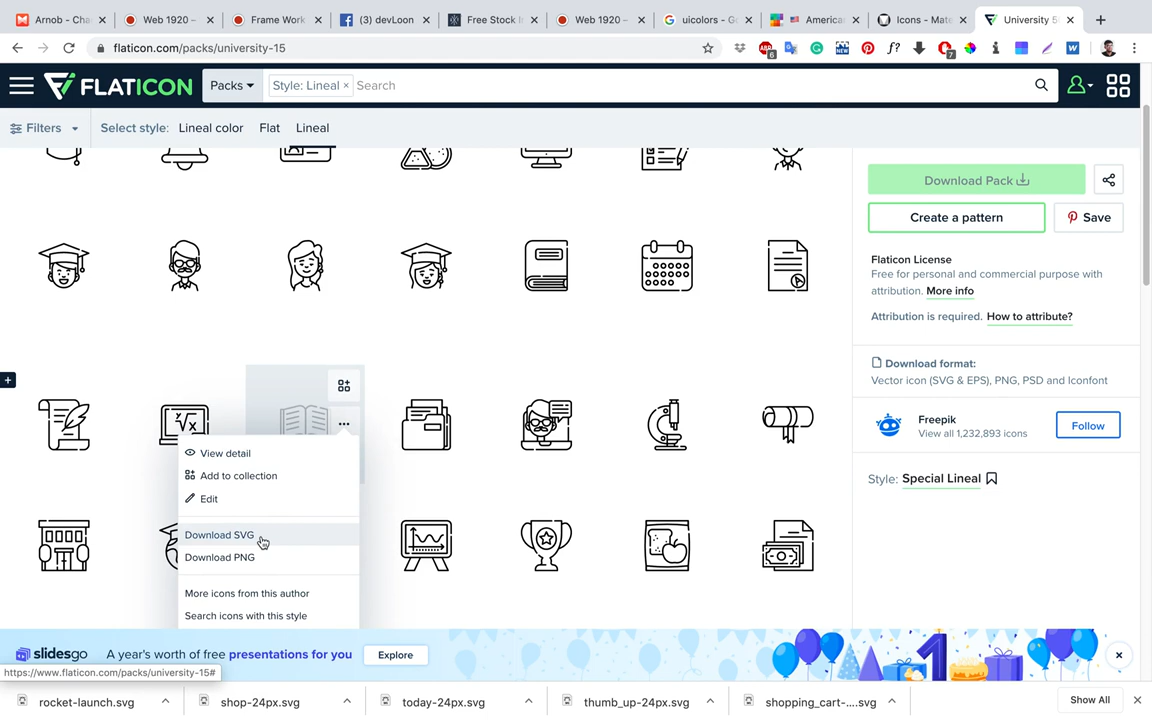 Arnob - Cha
Web 1920 –
Frame Work
(3) devLoon
Free Stock I
Web 1920 –
uicolors - G
America
Icons - Mate
University 5
flaticon.com/packs/university-15
6
NEW
f?
7
W
FLATICON
Packs
Style: Lineal ×
Search
Filters
Select style:
Lineal color
Flat
Lineal
Download Pack
Create a pattern
Save
Flaticon License
Free for personal and commercial purpose with
attribution. More info
Attribution is required. How to attribute?
Download format:
Vector icon (SVG & EPS), PNG, PSD and Iconfont
Freepik
View all 1,232,893 icons
Follow
Style: Special Lineal
√x
View detail
Add to collection
Edit
Download SVG
Download PNG
More icons from this author
Search icons with this style
slidesgo
A year's worth of free presentations for you
Explore
1
https://www.flaticon.com/packs/university-15#
rocket-launch.svg
shop-24px.svg
today-24px.svg
thumb_up-24px.svg
shopping_cart-....svg
Show All